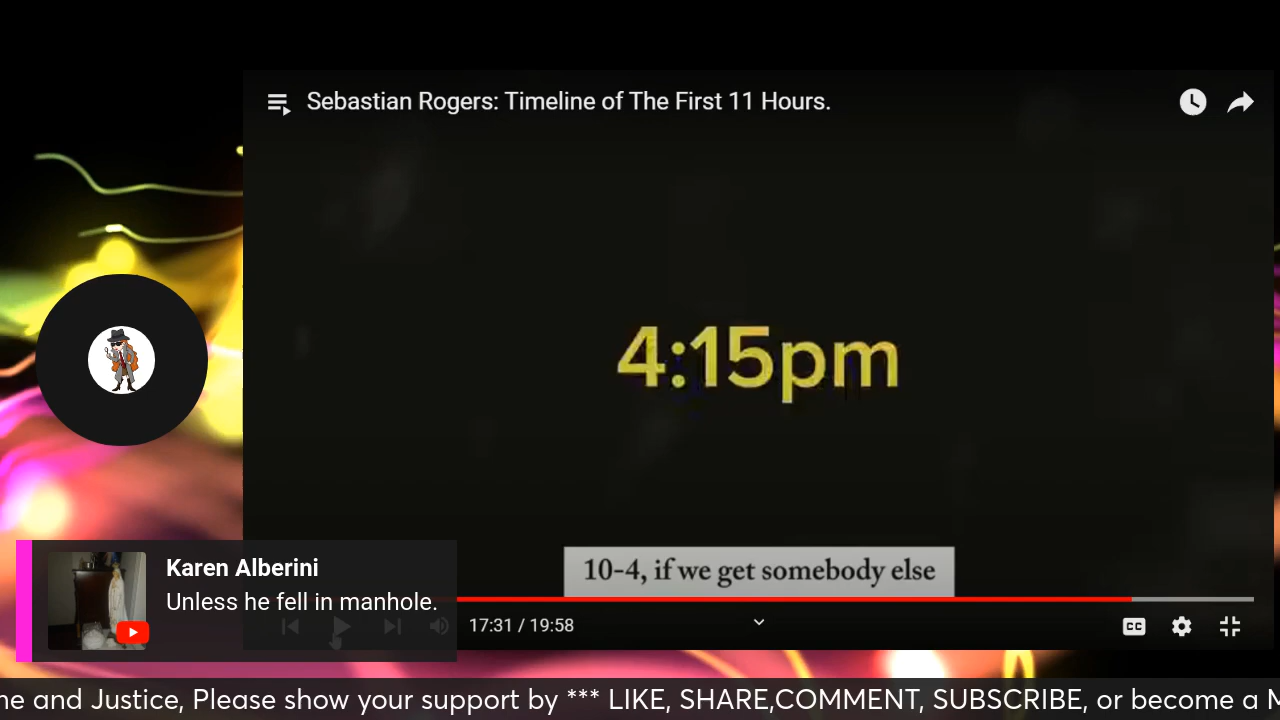 Sebastian Rogers: Timeline of The First 11 Hours.
4:15pm
10-4, if we get somebody else
Karen Alberini
Unless he fell in manhole.
17:31 / 19:58
CC
ne and Justice, Please show your support by *** LIKE, SHARE,COMMENT, SUBSCRIBE, or become a M